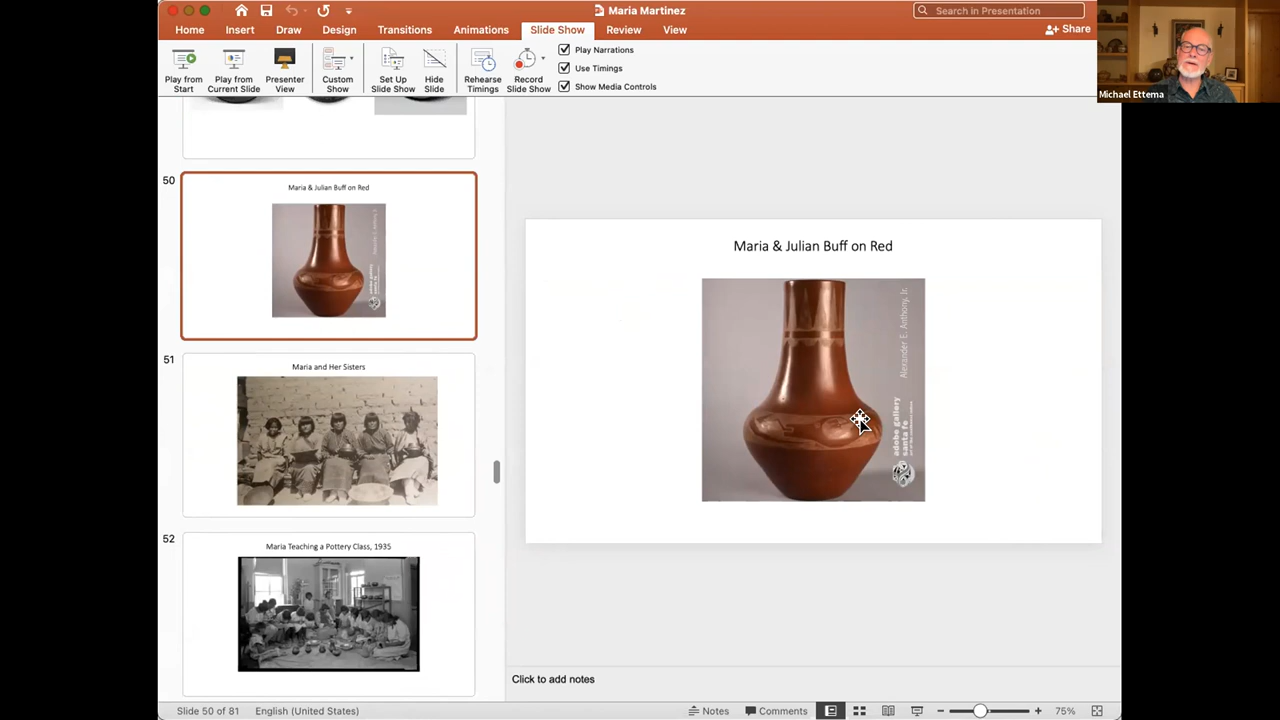 Maria Martinez
Search in Presentation
Home
Insert
Draw
Design
Transitions
Animations
Slide Show
Review
View
Share
Play from
Start
Play from
Current Slide
Presenter
View
Custom
Show
Set Up
Slide Show
Hide
Slide
Rehearse
Timings
Record
Slide Show
Play Narrations
Use Timings
Show Media Controls
Michael Ettema
50
Maria & Julian Buff on Red
51
Maria and Her Sisters
52
Maria Teaching a Pottery Class, 1935
Maria & Julian Buff on Red
Alexander E. Anthony, Jr.
adobe gallery
santa fe
Click to add notes
Slide 50 of 81
English (United States)
Notes
Comments
75%